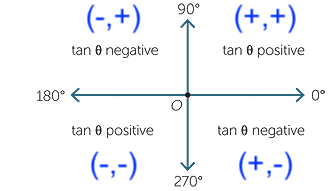 90°
(-,+) (+,+)
tan θ negative tan θ positive
180° 0°
O
tan θ positive tan θ negative
(-,-) (+,-)
270°